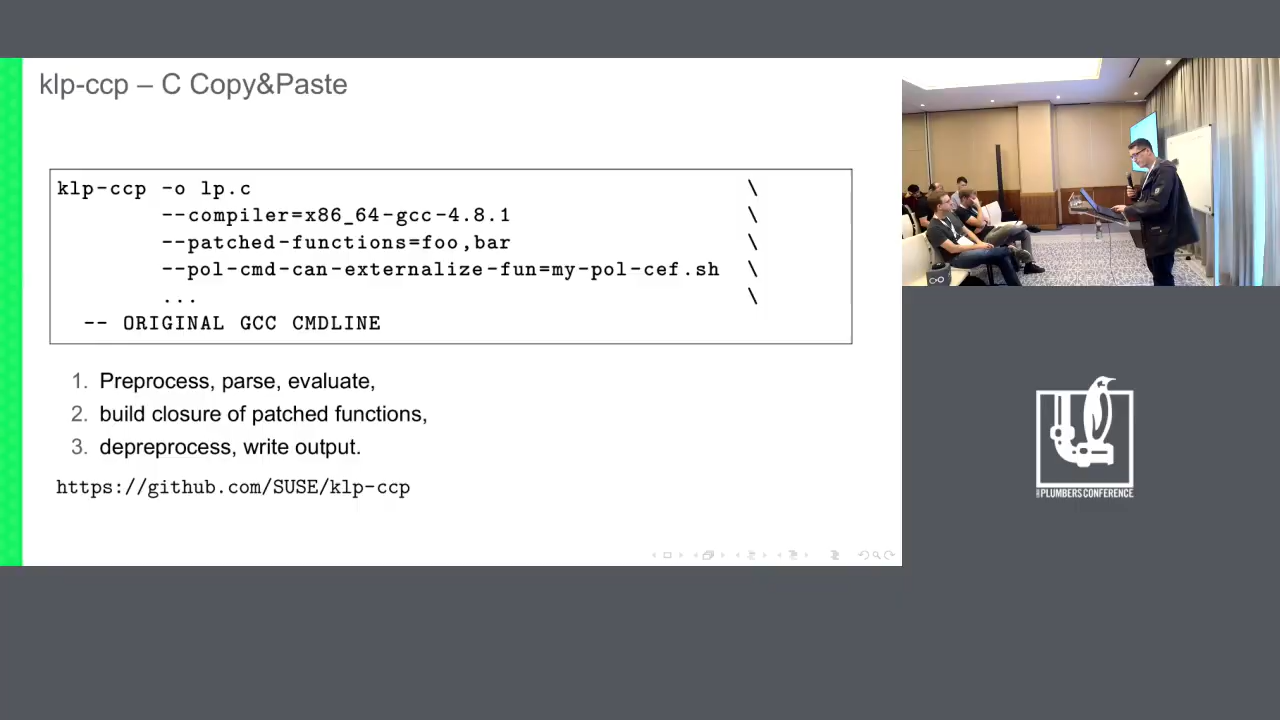 klp-ccp – C Copy&Paste
klp-ccp -o lp.c \
--compiler=x86_64-gcc-4.8.1 \
--patched-functions=foo,bar \
--pol-cmd-can-externalize-fun=my-pol-cef.sh \
... \
-- ORIGINAL GCC CMDLINE
1. Preprocess, parse, evaluate,
2. build closure of patched functions,
3. depreprocess, write output.
https://github.com/SUSE/klp-ccp
PLUMBERS CONFERENCE